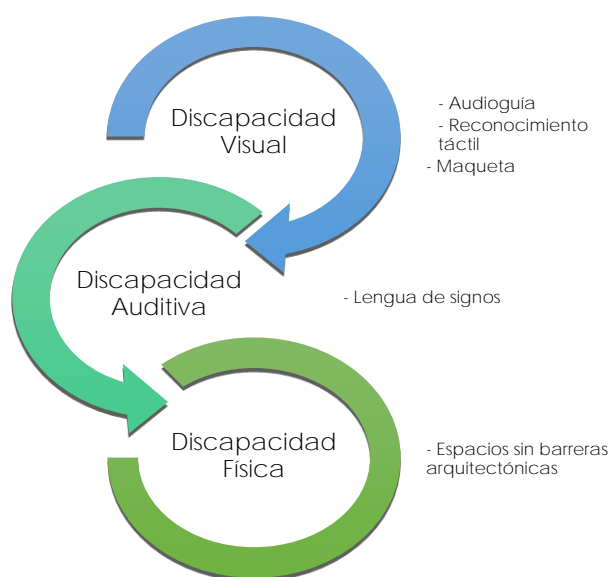 Discapacidad
Visual
- Audioguía
- Reconocimiento
táctil
- Maqueta
Discapacidad
Auditiva
- Lengua de signos
Discapacidad
Física
- Espacios sin barreras
arquitectónicas